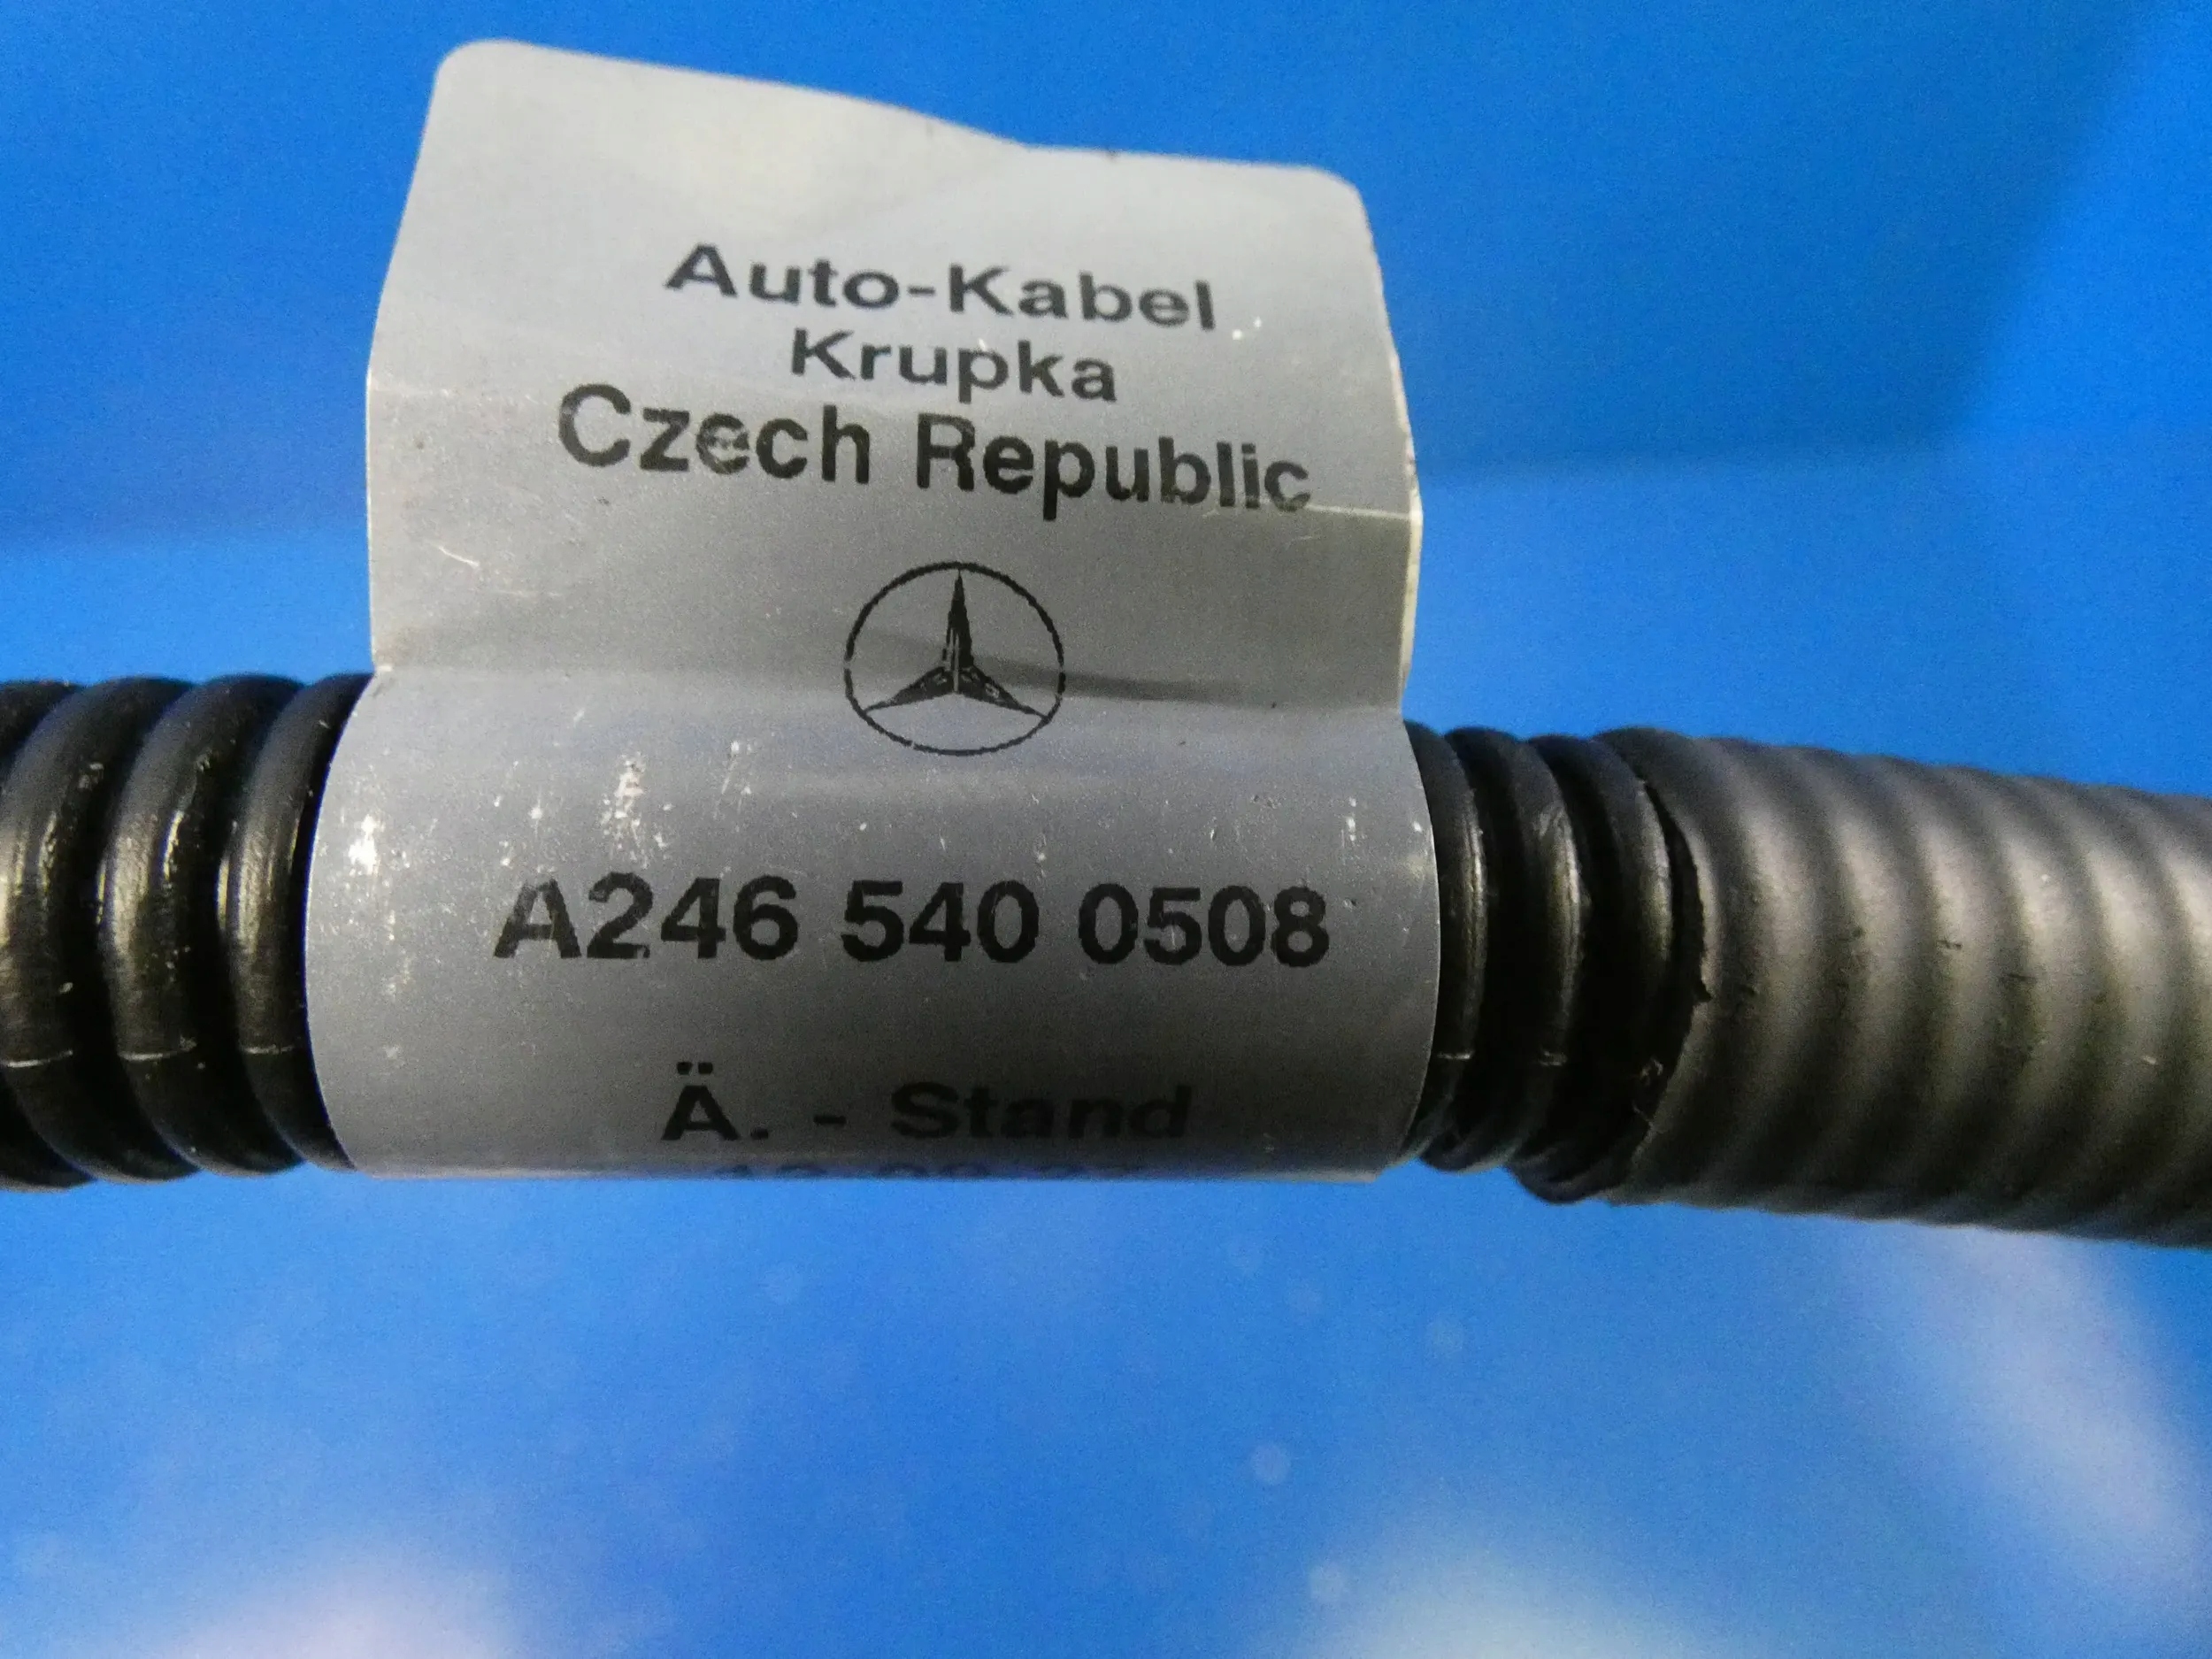 Auto-Kabel
Krupka
Czech Republic
A246 540 0508
Ä. - Stand